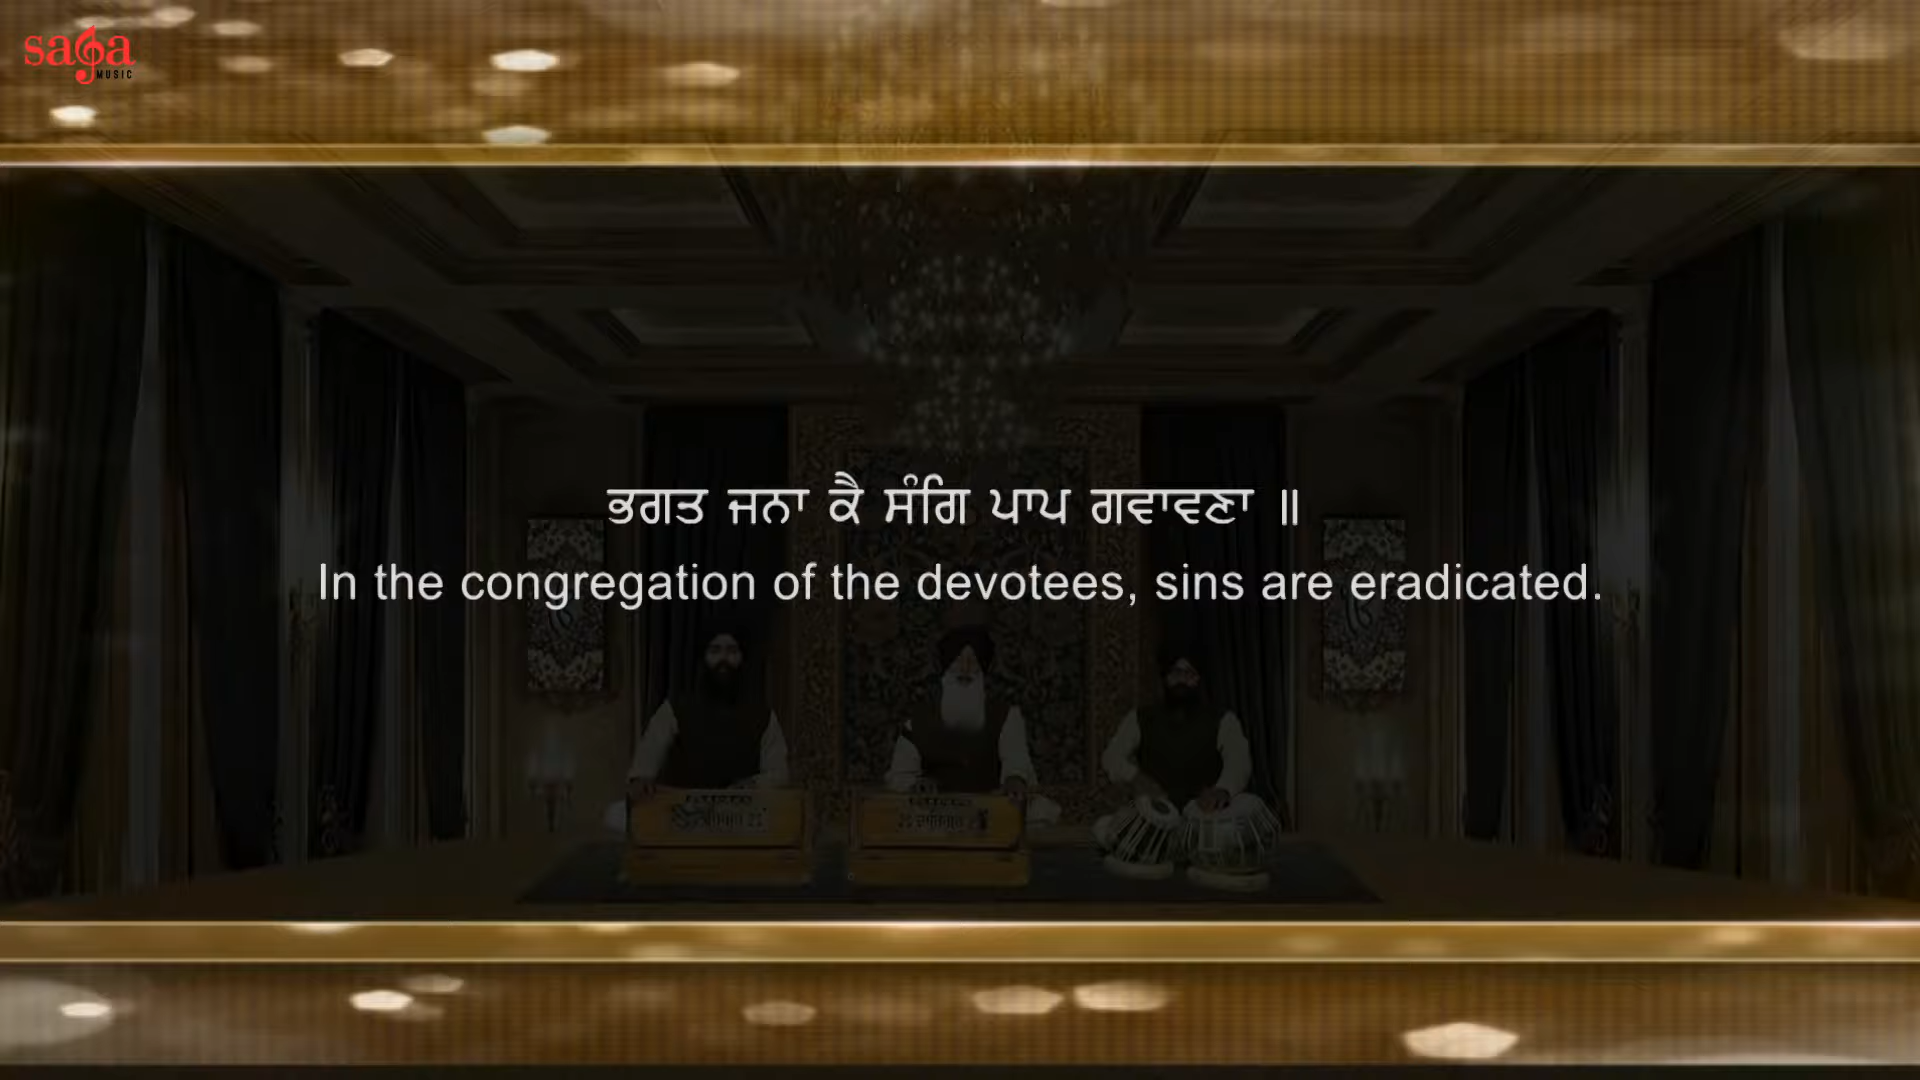 saga
MUSIC
ਭਗਤ ਜਨਾ ਕੈ ਸੰਗਿ ਪਾਪ ਗਵਾਵਣਾ ॥
In the congregation of the devotees, sins are eradicated.